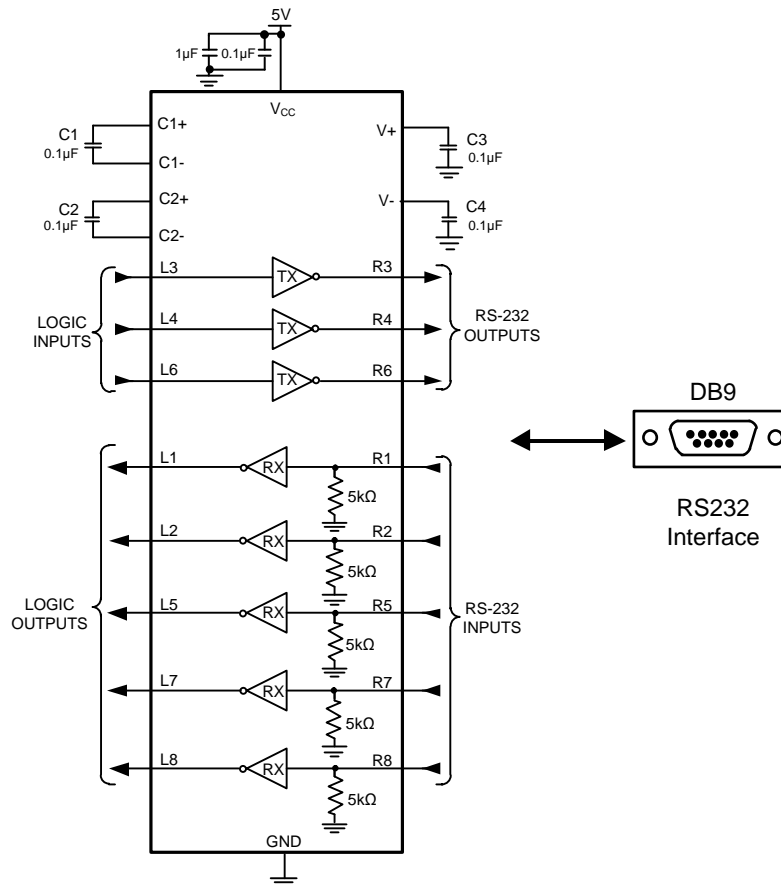 5V
1µF 0.1µF
VCC
C1+
C1
0.1µF
C1-
C2+
C2
0.1µF
C2-
V+
C3
0.1µF
V-
C4
0.1µF
LOGIC
INPUTS
L3 TX R3
L4 TX R4
L6 TX R6
RS-232
OUTPUTS
DB9
RS232
Interface
LOGIC
OUTPUTS
L1 RX R1
5kΩ
L2 RX R2
5kΩ
L5 RX R5
5kΩ
L7 RX R7
5kΩ
L8 RX R8
5kΩ
RS-232
INPUTS
GND